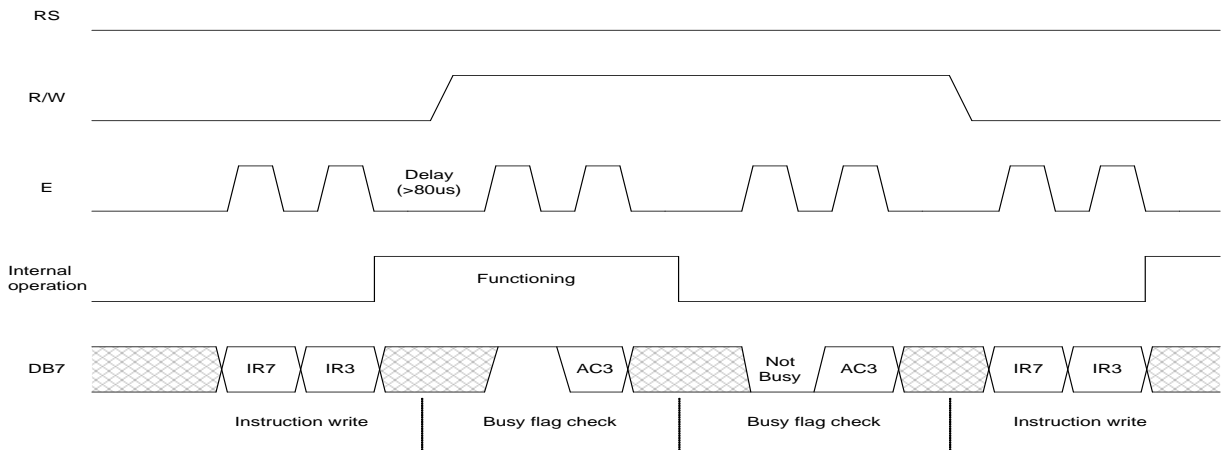 RS
R/W
E
Delay
(>80us)
Internal
operation
Functioning
DB7
IR7
IR3
AC3
Not
Busy
AC3
IR7
IR3
Instruction write
Busy flag check
Busy flag check
Instruction write